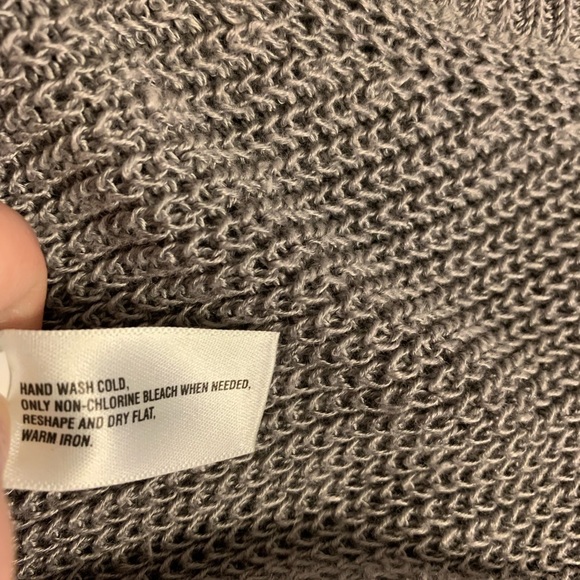 HAND WASH COLD,
ONLY NON-CHLORINE BLEACH WHEN NEEDED,
RESHAPE AND DRY FLAT.
WARM IRON.